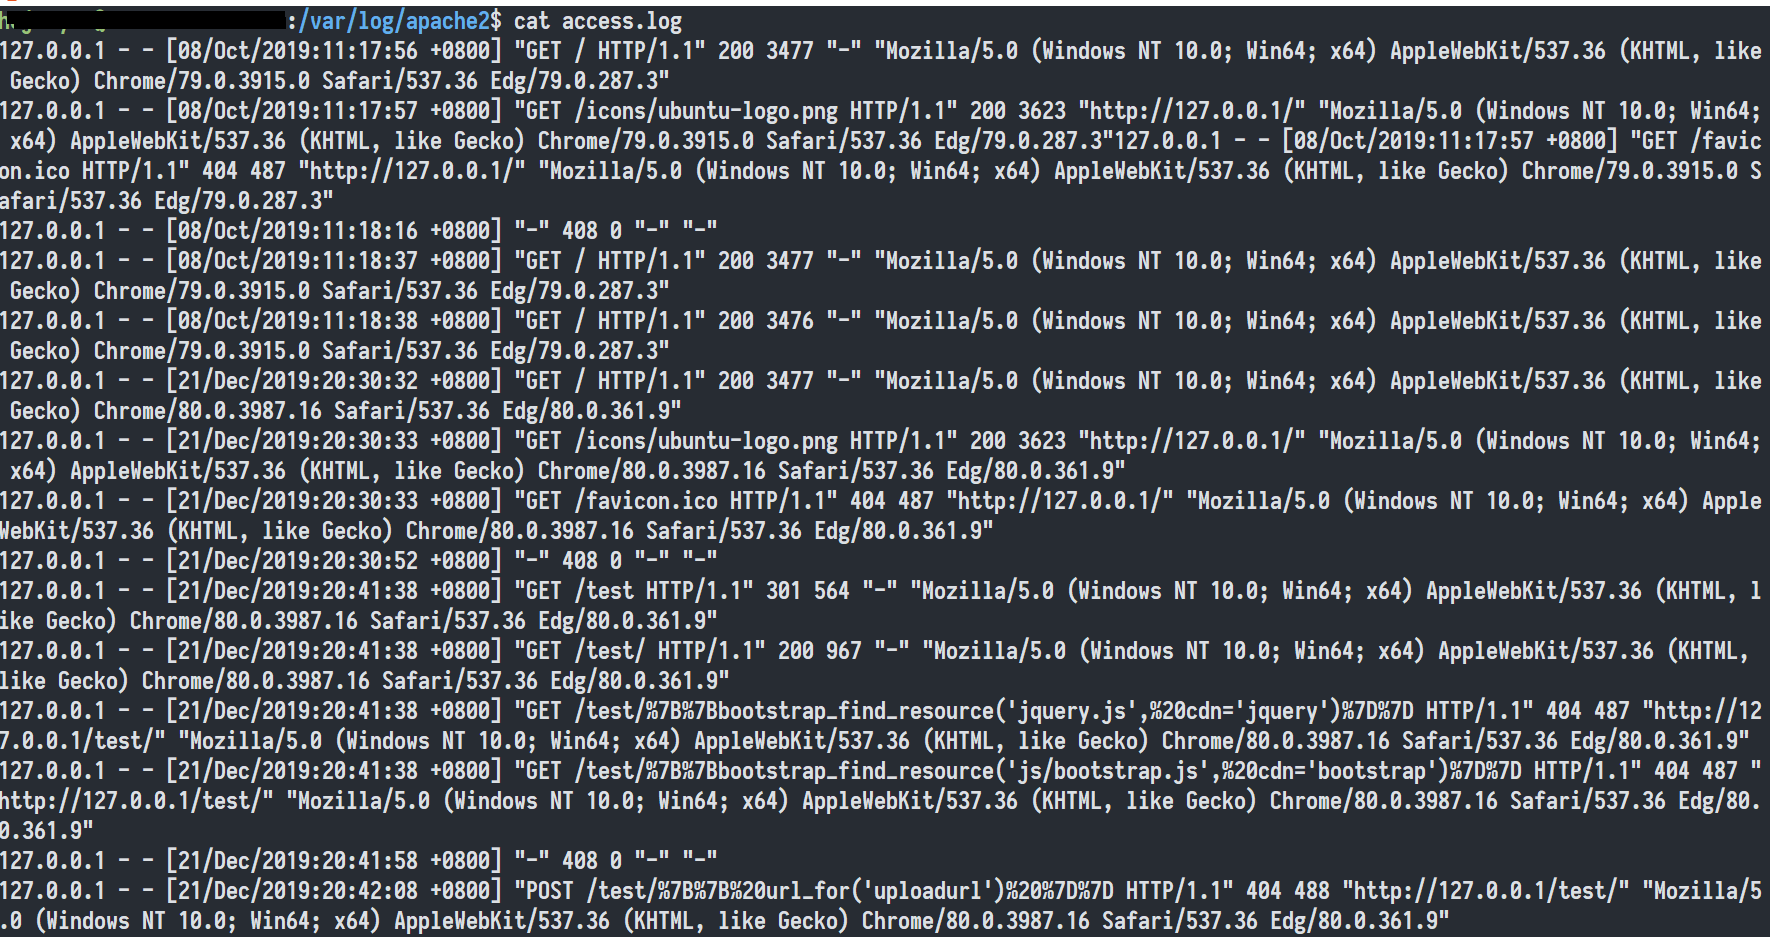 :/var/log/apache2$ cat access.log
127.0.0.1 - - [08/Oct/2019:11:17:56 +0800] "GET / HTTP/1.1" 200 3477 "-" "Mozilla/5.0 (Windows NT 10.0; Win64; x64) AppleWebKit/537.36 (KHTML, like
Gecko) Chrome/79.0.3915.0 Safari/537.36 Edg/79.0.287.3"
127.0.0.1 - - [08/Oct/2019:11:17:57 +0800] "GET /icons/ubuntu-logo.png HTTP/1.1" 200 3623 "http://127.0.0.1/" "Mozilla/5.0 (Windows NT 10.0; Win64;
x64) AppleWebKit/537.36 (KHTML, like Gecko) Chrome/79.0.3915.0 Safari/537.36 Edg/79.0.287.3"127.0.0.1 - - [08/Oct/2019:11:17:57 +0800] "GET /favic
on.ico HTTP/1.1" 404 487 "http://127.0.0.1/" "Mozilla/5.0 (Windows NT 10.0; Win64; x64) AppleWebKit/537.36 (KHTML, like Gecko) Chrome/79.0.3915.0 S
afari/537.36 Edg/79.0.287.3"
127.0.0.1 - - [08/Oct/2019:11:18:16 +0800] "-" 408 0 "-" "-"
127.0.0.1 - - [08/Oct/2019:11:18:37 +0800] "GET / HTTP/1.1" 200 3477 "-" "Mozilla/5.0 (Windows NT 10.0; Win64; x64) AppleWebKit/537.36 (KHTML, like
Gecko) Chrome/79.0.3915.0 Safari/537.36 Edg/79.0.287.3"
127.0.0.1 - - [08/Oct/2019:11:18:38 +0800] "GET / HTTP/1.1" 200 3476 "-" "Mozilla/5.0 (Windows NT 10.0; Win64; x64) AppleWebKit/537.36 (KHTML, like
Gecko) Chrome/79.0.3915.0 Safari/537.36 Edg/79.0.287.3"
127.0.0.1 - - [21/Dec/2019:20:30:32 +0800] "GET / HTTP/1.1" 200 3477 "-" "Mozilla/5.0 (Windows NT 10.0; Win64; x64) AppleWebKit/537.36 (KHTML, like
Gecko) Chrome/80.0.3987.16 Safari/537.36 Edg/80.0.361.9"
127.0.0.1 - - [21/Dec/2019:20:30:33 +0800] "GET /icons/ubuntu-logo.png HTTP/1.1" 200 3623 "http://127.0.0.1/" "Mozilla/5.0 (Windows NT 10.0; Win64;
x64) AppleWebKit/537.36 (KHTML, like Gecko) Chrome/80.0.3987.16 Safari/537.36 Edg/80.0.361.9"
127.0.0.1 - - [21/Dec/2019:20:30:33 +0800] "GET /favicon.ico HTTP/1.1" 404 487 "http://127.0.0.1/" "Mozilla/5.0 (Windows NT 10.0; Win64; x64) Apple
WebKit/537.36 (KHTML, like Gecko) Chrome/80.0.3987.16 Safari/537.36 Edg/80.0.361.9"
127.0.0.1 - - [21/Dec/2019:20:30:52 +0800] "-" 408 0 "-" "-"
127.0.0.1 - - [21/Dec/2019:20:41:38 +0800] "GET /test HTTP/1.1" 301 564 "-" "Mozilla/5.0 (Windows NT 10.0; Win64; x64) AppleWebKit/537.36 (KHTML, l
ike Gecko) Chrome/80.0.3987.16 Safari/537.36 Edg/80.0.361.9"
127.0.0.1 - - [21/Dec/2019:20:41:38 +0800] "GET /test/ HTTP/1.1" 200 967 "-" "Mozilla/5.0 (Windows NT 10.0; Win64; x64) AppleWebKit/537.36 (KHTML,
like Gecko) Chrome/80.0.3987.16 Safari/537.36 Edg/80.0.361.9"
127.0.0.1 - - [21/Dec/2019:20:41:38 +0800] "GET /test/%7B%7Bbootstrap_find_resource('jquery.js',%20cdn='jquery')%7D%7D HTTP/1.1" 404 487 "http://12
7.0.0.1/test/" "Mozilla/5.0 (Windows NT 10.0; Win64; x64) AppleWebKit/537.36 (KHTML, like Gecko) Chrome/80.0.3987.16 Safari/537.36 Edg/80.0.361.9"
127.0.0.1 - - [21/Dec/2019:20:41:38 +0800] "GET /test/%7B%7Bbootstrap_find_resource('js/bootstrap.js',%20cdn='bootstrap')%7D%7D HTTP/1.1" 404 487 "
http://127.0.0.1/test/" "Mozilla/5.0 (Windows NT 10.0; Win64; x64) AppleWebKit/537.36 (KHTML, like Gecko) Chrome/80.0.3987.16 Safari/537.36 Edg/80.
0.361.9"
127.0.0.1 - - [21/Dec/2019:20:41:58 +0800] "-" 408 0 "-" "-"
127.0.0.1 - - [21/Dec/2019:20:42:08 +0800] "POST /test/%7B%7B%20url_for('uploadurl')%20%7D%7D HTTP/1.1" 404 488 "http://127.0.0.1/test/" "Mozilla/5
.0 (Windows NT 10.0; Win64; x64) AppleWebKit/537.36 (KHTML, like Gecko) Chrome/80.0.3987.16 Safari/537.36 Edg/80.0.361.9"